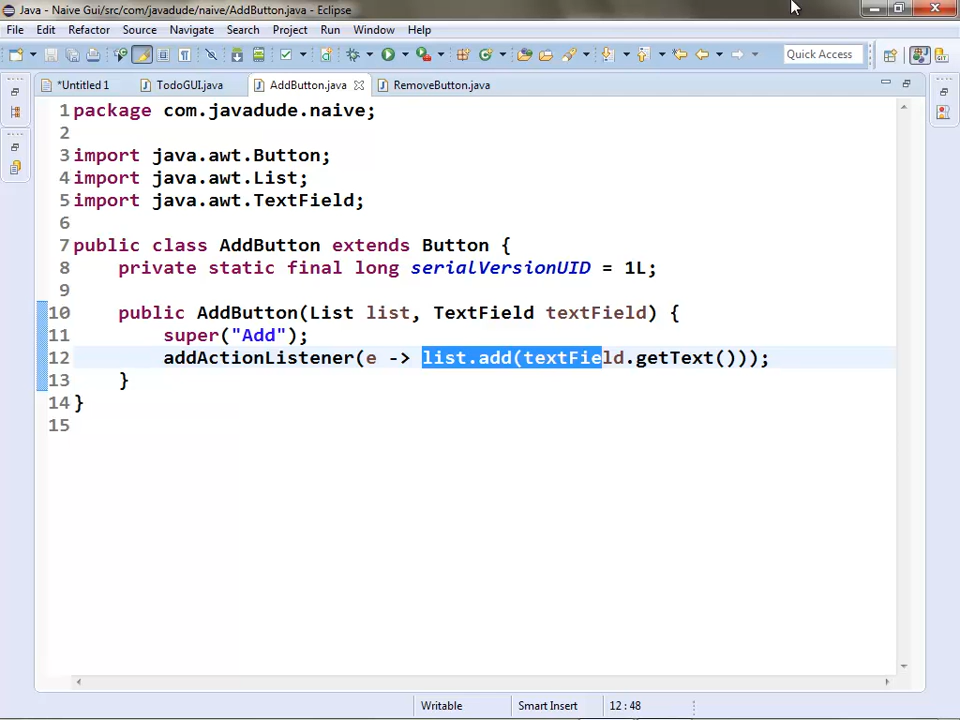 Java - Naive Gui/src/com/javadude/naive/AddButton.java - Eclipse
File Edit Refactor Source Navigate Search Project Run Window Help
Quick Access
*Untitled 1 TodoGUI.java AddButton.java RemoveButton.java
1 package com.javadude.naive;
2
3 import java.awt.Button;
4 import java.awt.List;
5 import java.awt.TextField;
6
7 public class AddButton extends Button {
8 private static final long serialVersionUID = 1L;
9
10 public AddButton(List list, TextField textField) {
11 super("Add");
12 addActionListener(e -> list.add(textField.getText()));
13 }
14 }
15
Writable Smart Insert 12 : 48